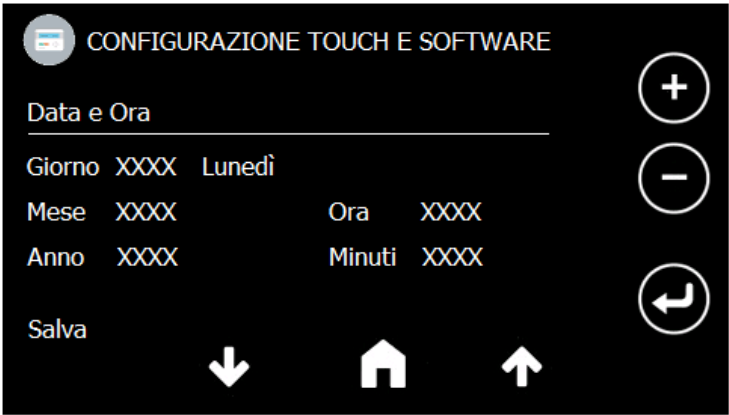 CONFIGURAZIONE TOUCH E SOFTWARE
Data e Ora
Giorno XXXX Lunedì
Mese XXXX Ora XXXX
Anno XXXX Minuti XXXX
Salva